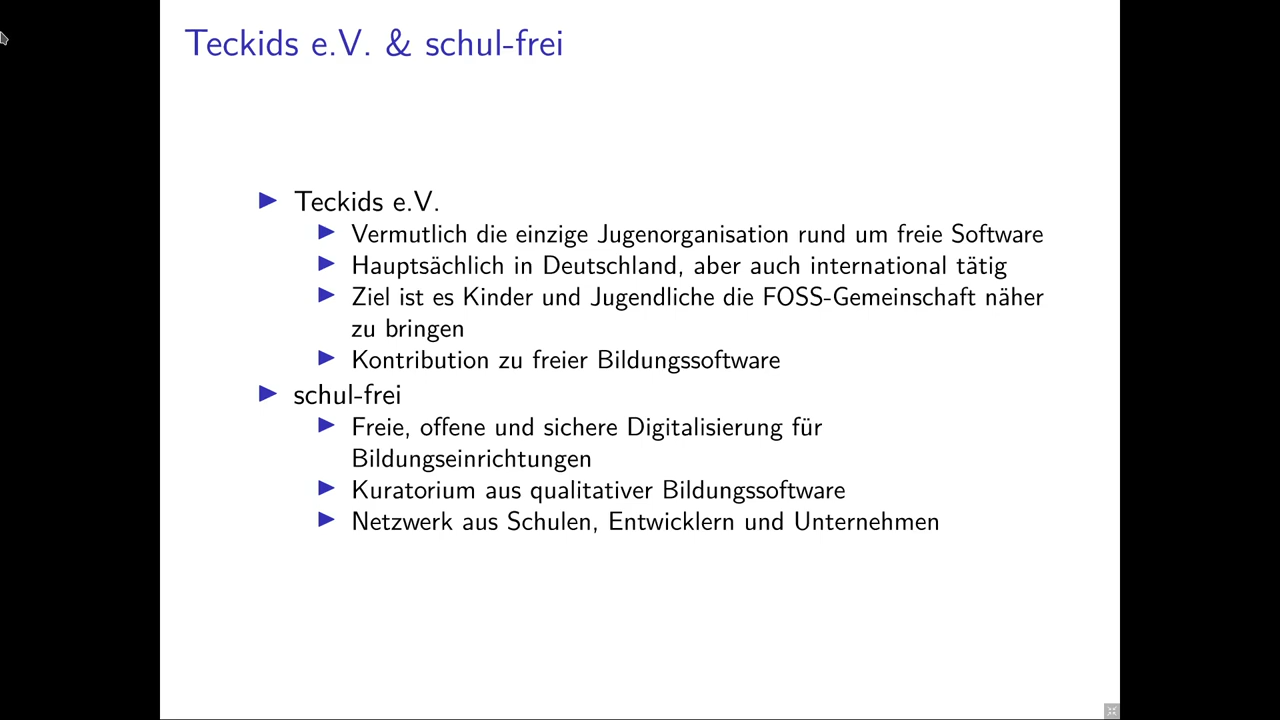 Teckids e.V. & schul-frei
Teckids e.V.
Vermutlich die einzige Jugenorganisation rund um freie Software
Hauptsächlich in Deutschland, aber auch international tätig
Ziel ist es Kinder und Jugendliche die FOSS-Gemeinschaft näher
zu bringen
Kontribution zu freier Bildungssoftware
schul-frei
Freie, offene und sichere Digitalisierung für
Bildungseinrichtungen
Kuratorium aus qualitativer Bildungssoftware
Netzwerk aus Schulen, Entwicklern und Unternehmen